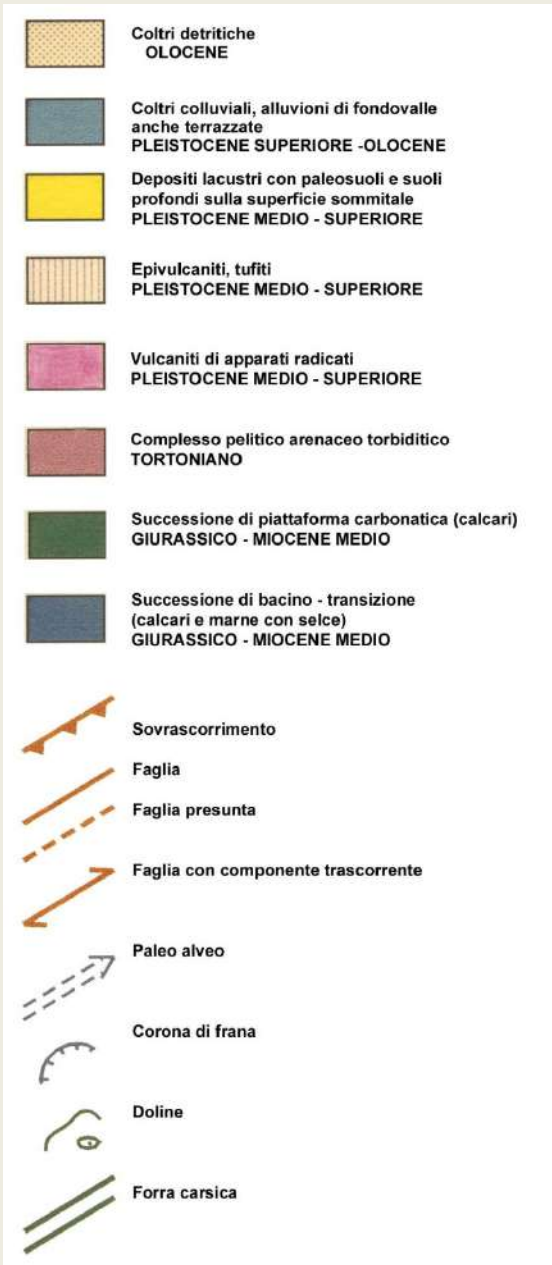 Coltri detritiche
OLOCENE
Coltri colluviali, alluvioni di fondovalle
anche terrazzate
PLEISTOCENE SUPERIORE -OLOCENE
Depositi lacustri con paleosuoli e suoli
profondi sulla superficie sommitale
PLEISTOCENE MEDIO - SUPERIORE
Epivulcaniti, tufiti
PLEISTOCENE MEDIO - SUPERIORE
Vulcaniti di apparati radicati
PLEISTOCENE MEDIO - SUPERIORE
Complesso pelitico arenaceo torbiditico
TORTONIANO
Successione di piattaforma carbonatica (calcari)
GIURASSICO - MIOCENE MEDIO
Successione di bacino - transizione
(calcari e marne con selce)
GIURASSICO - MIOCENE MEDIO
Sovrascorrimento
Faglia
Faglia presunta
Faglia con componente trascorrente
Paleo alveo
Corona di frana
Doline
Forra carsica